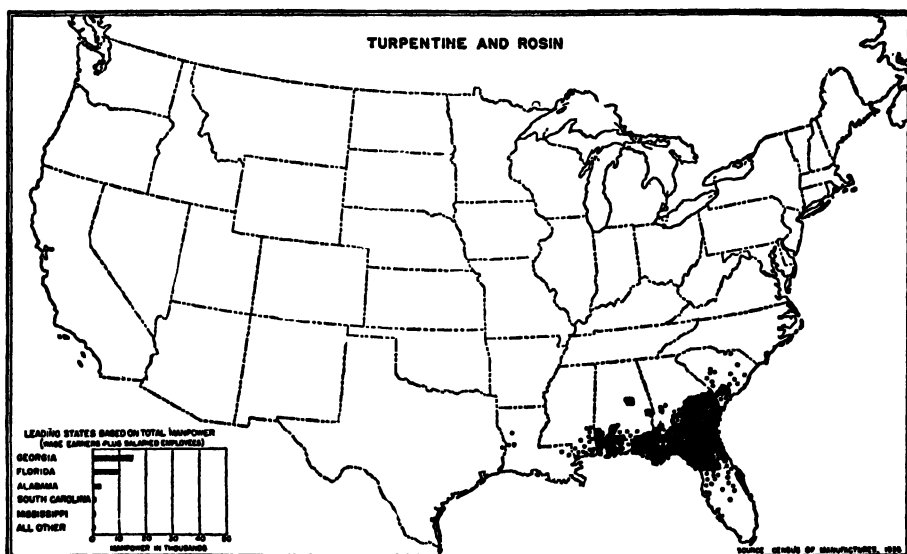 TURPENTINE AND ROSIN
LEADING STATES BASED ON TOTAL MANPOWER
(WAGE EARNERS PLUS SALARIED EMPLOYEES)
GEORGIA
FLORIDA
ALABAMA
SOUTH CAROLINA
MISSISSIPPI
ALL OTHER
0 10 20 30 40 50
MANPOWER IN THOUSANDS
SOURCE: CENSUS OF MANUFACTURES,